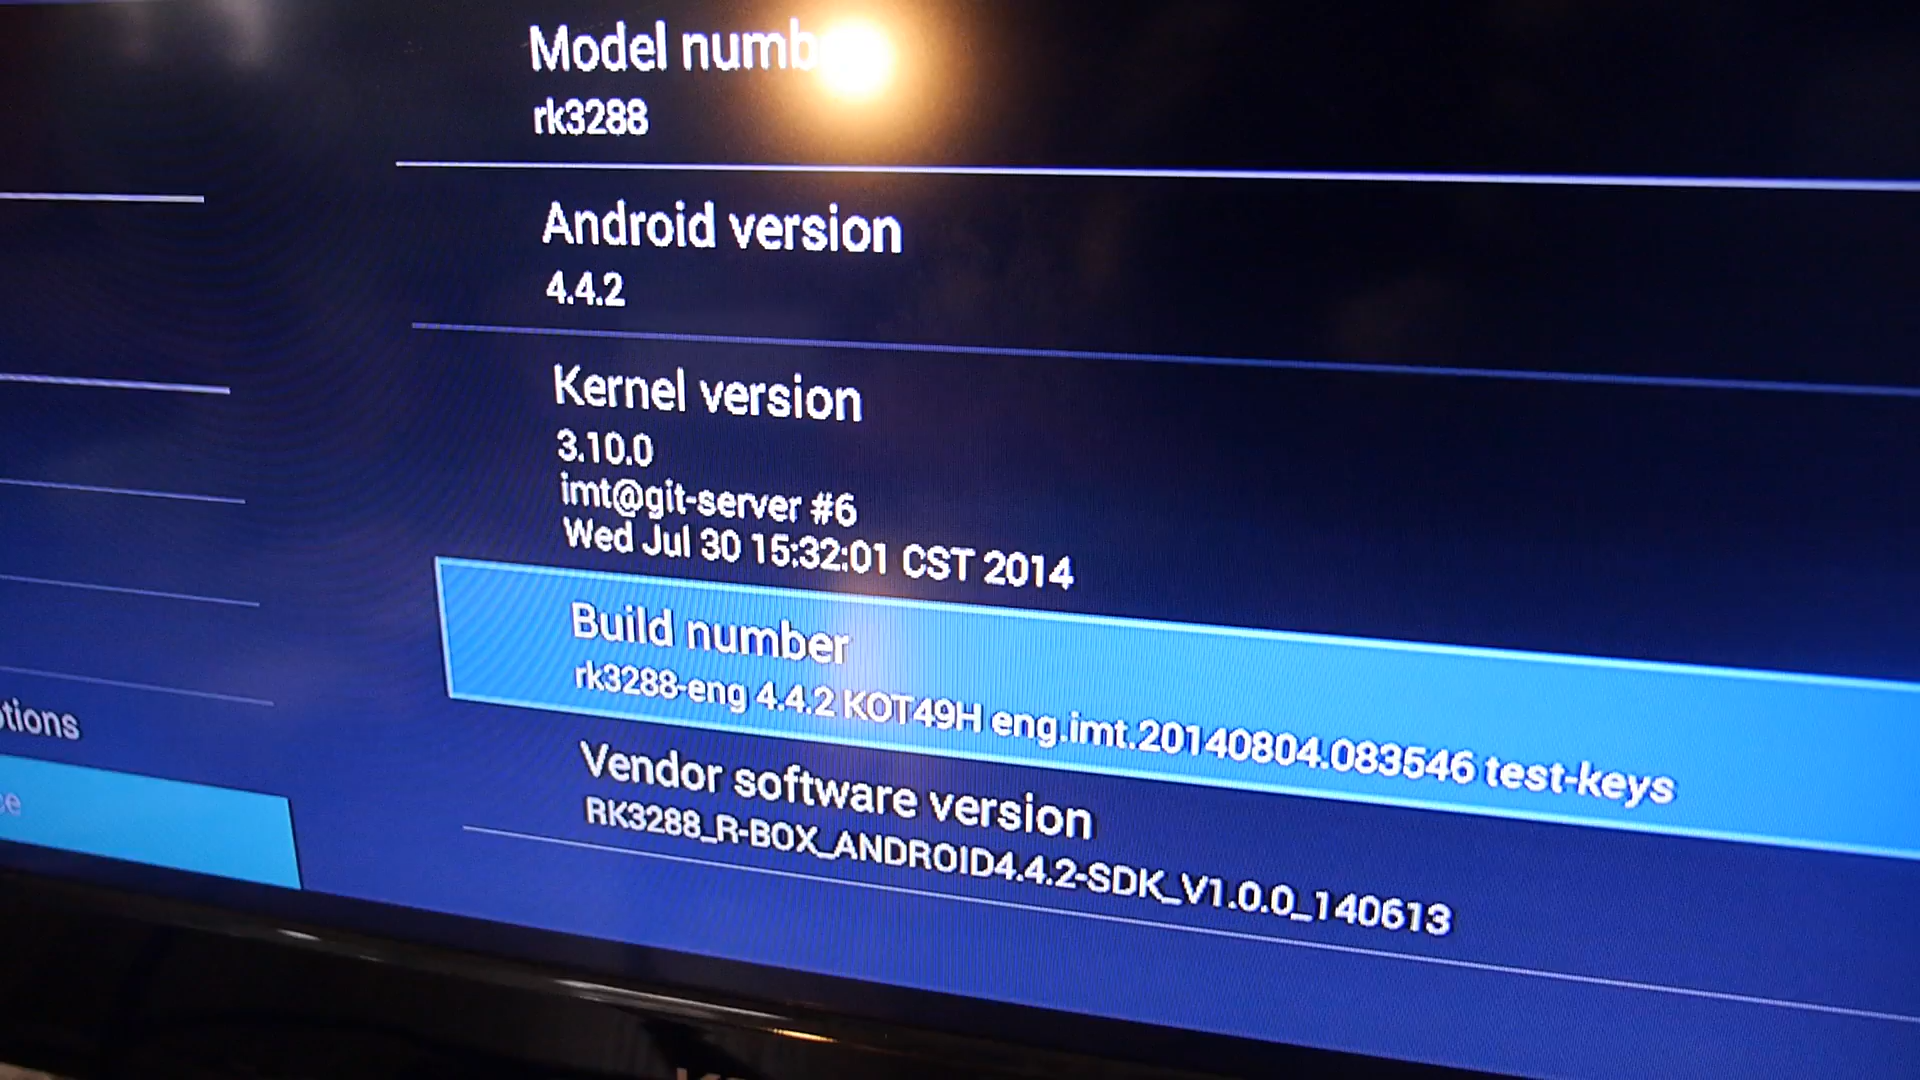 Model numb
rk3288
Android version
4.4.2
Kernel version
3.10.0
imt@git-server #6
Wed Jul 30 15:32:01 CST 2014
Build number
rk3288-eng 4.4.2 KOT49H eng.imt.20140804.083546 test-keys
Vendor software version
RK3288_R-BOX_ANDROID4.4.2-SDK_V1.0.0_140613
tions
ce